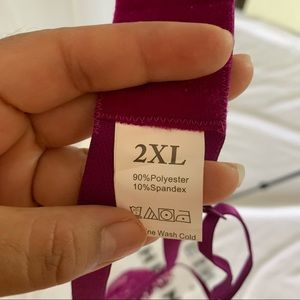 2XL
90%Polyester
10%Spandex
ne Wash Cold